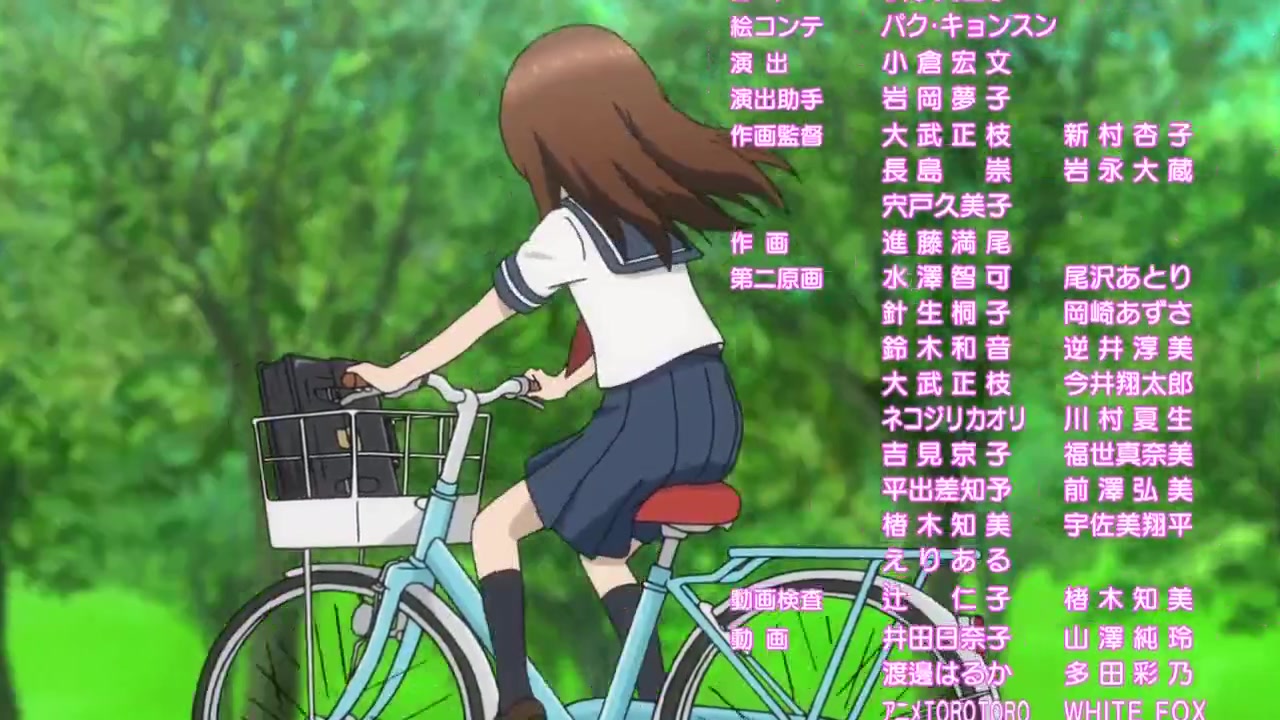 絵コンテ パク・キョンスン
演出 小倉宏文
演出助手 岩岡夢子
作画監督 大武正枝 新村杏子
長島 崇 岩永大蔵
宍戸久美子
作画 進藤満尾
第二原画 水澤智可 尾沢あとり
針生桐子 岡崎あずさ
鈴木和音 逆井淳美
大武正枝 今井翔太郎
ネコジリカオリ 川村夏生
吉見京子 福世真奈美
平出差知予 前澤弘美
楮木知美 宇佐美翔平
えりある
動画検査 辻 仁子 楮木知美
動画 井田日奈子 山澤純玲
渡邊はるか 多田彩乃
アニメTOROTORO WHITE FOX